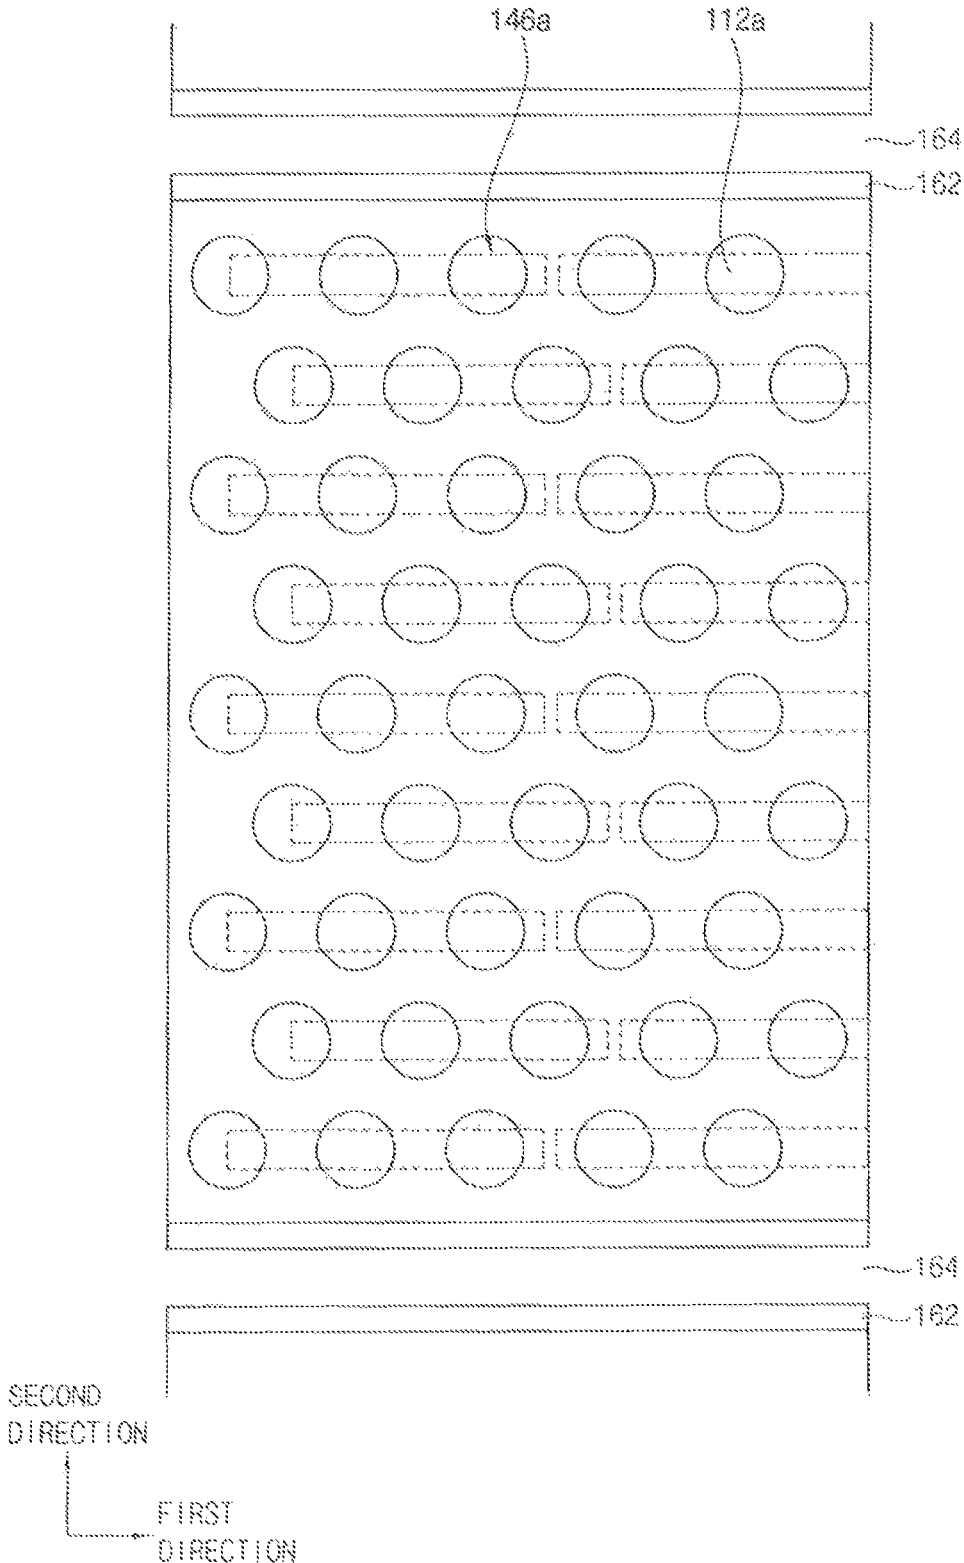 146a
112a
164
162
164
162
SECOND
DIRECTION
FIRST
DIRECTION